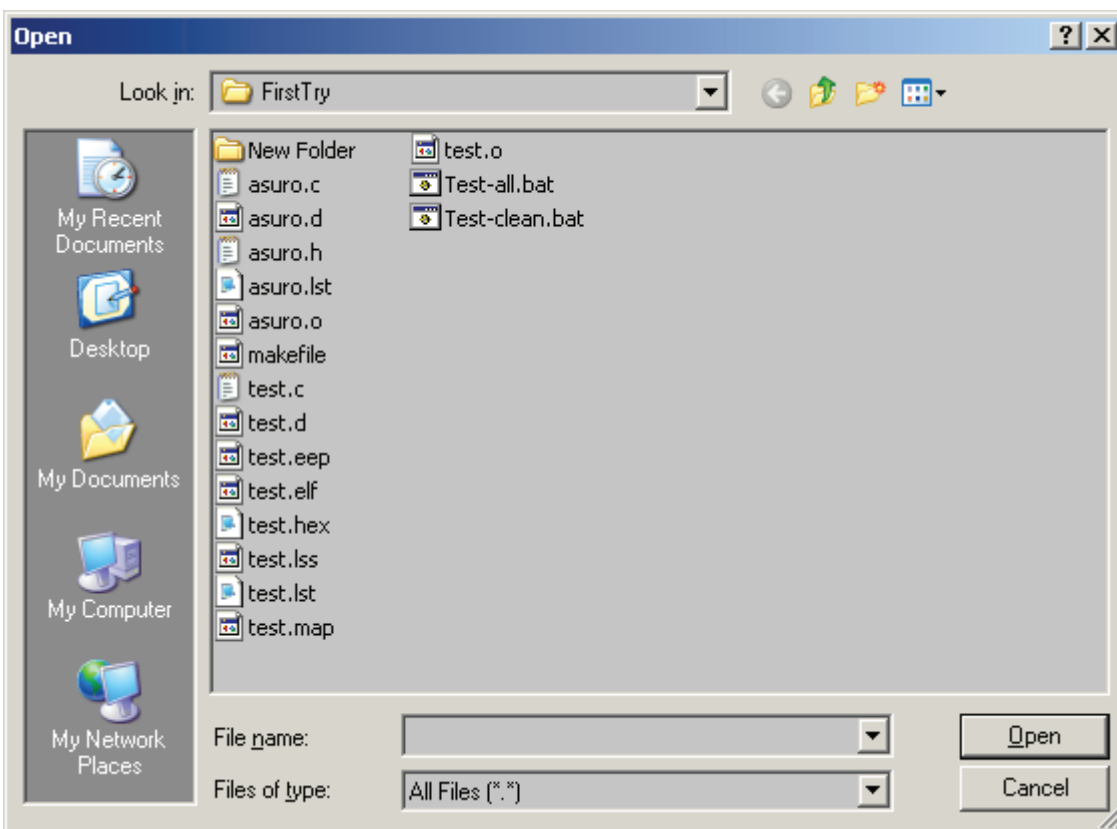 Open
Look in: FirstTry
My Recent
Documents
Desktop
My Documents
My Computer
My Network
Places
New Folder
asuro.c
asuro.d
asuro.h
asuro.lst
asuro.o
makefile
test.c
test.d
test.eep
test.elf
test.hex
test.lss
test.lst
test.map
test.o
Test-all.bat
Test-clean.bat
File name:
Open
Files of type: All Files (*.*)
Cancel